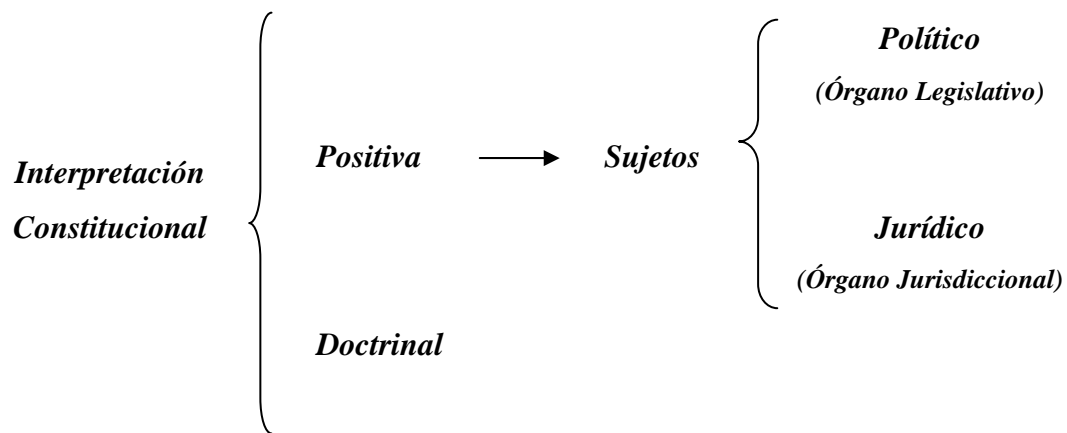 Interpretación
Constitucional
Positiva
Doctrinal
Sujetos
Político
(Órgano Legislativo)
Jurídico
(Órgano Jurisdiccional)